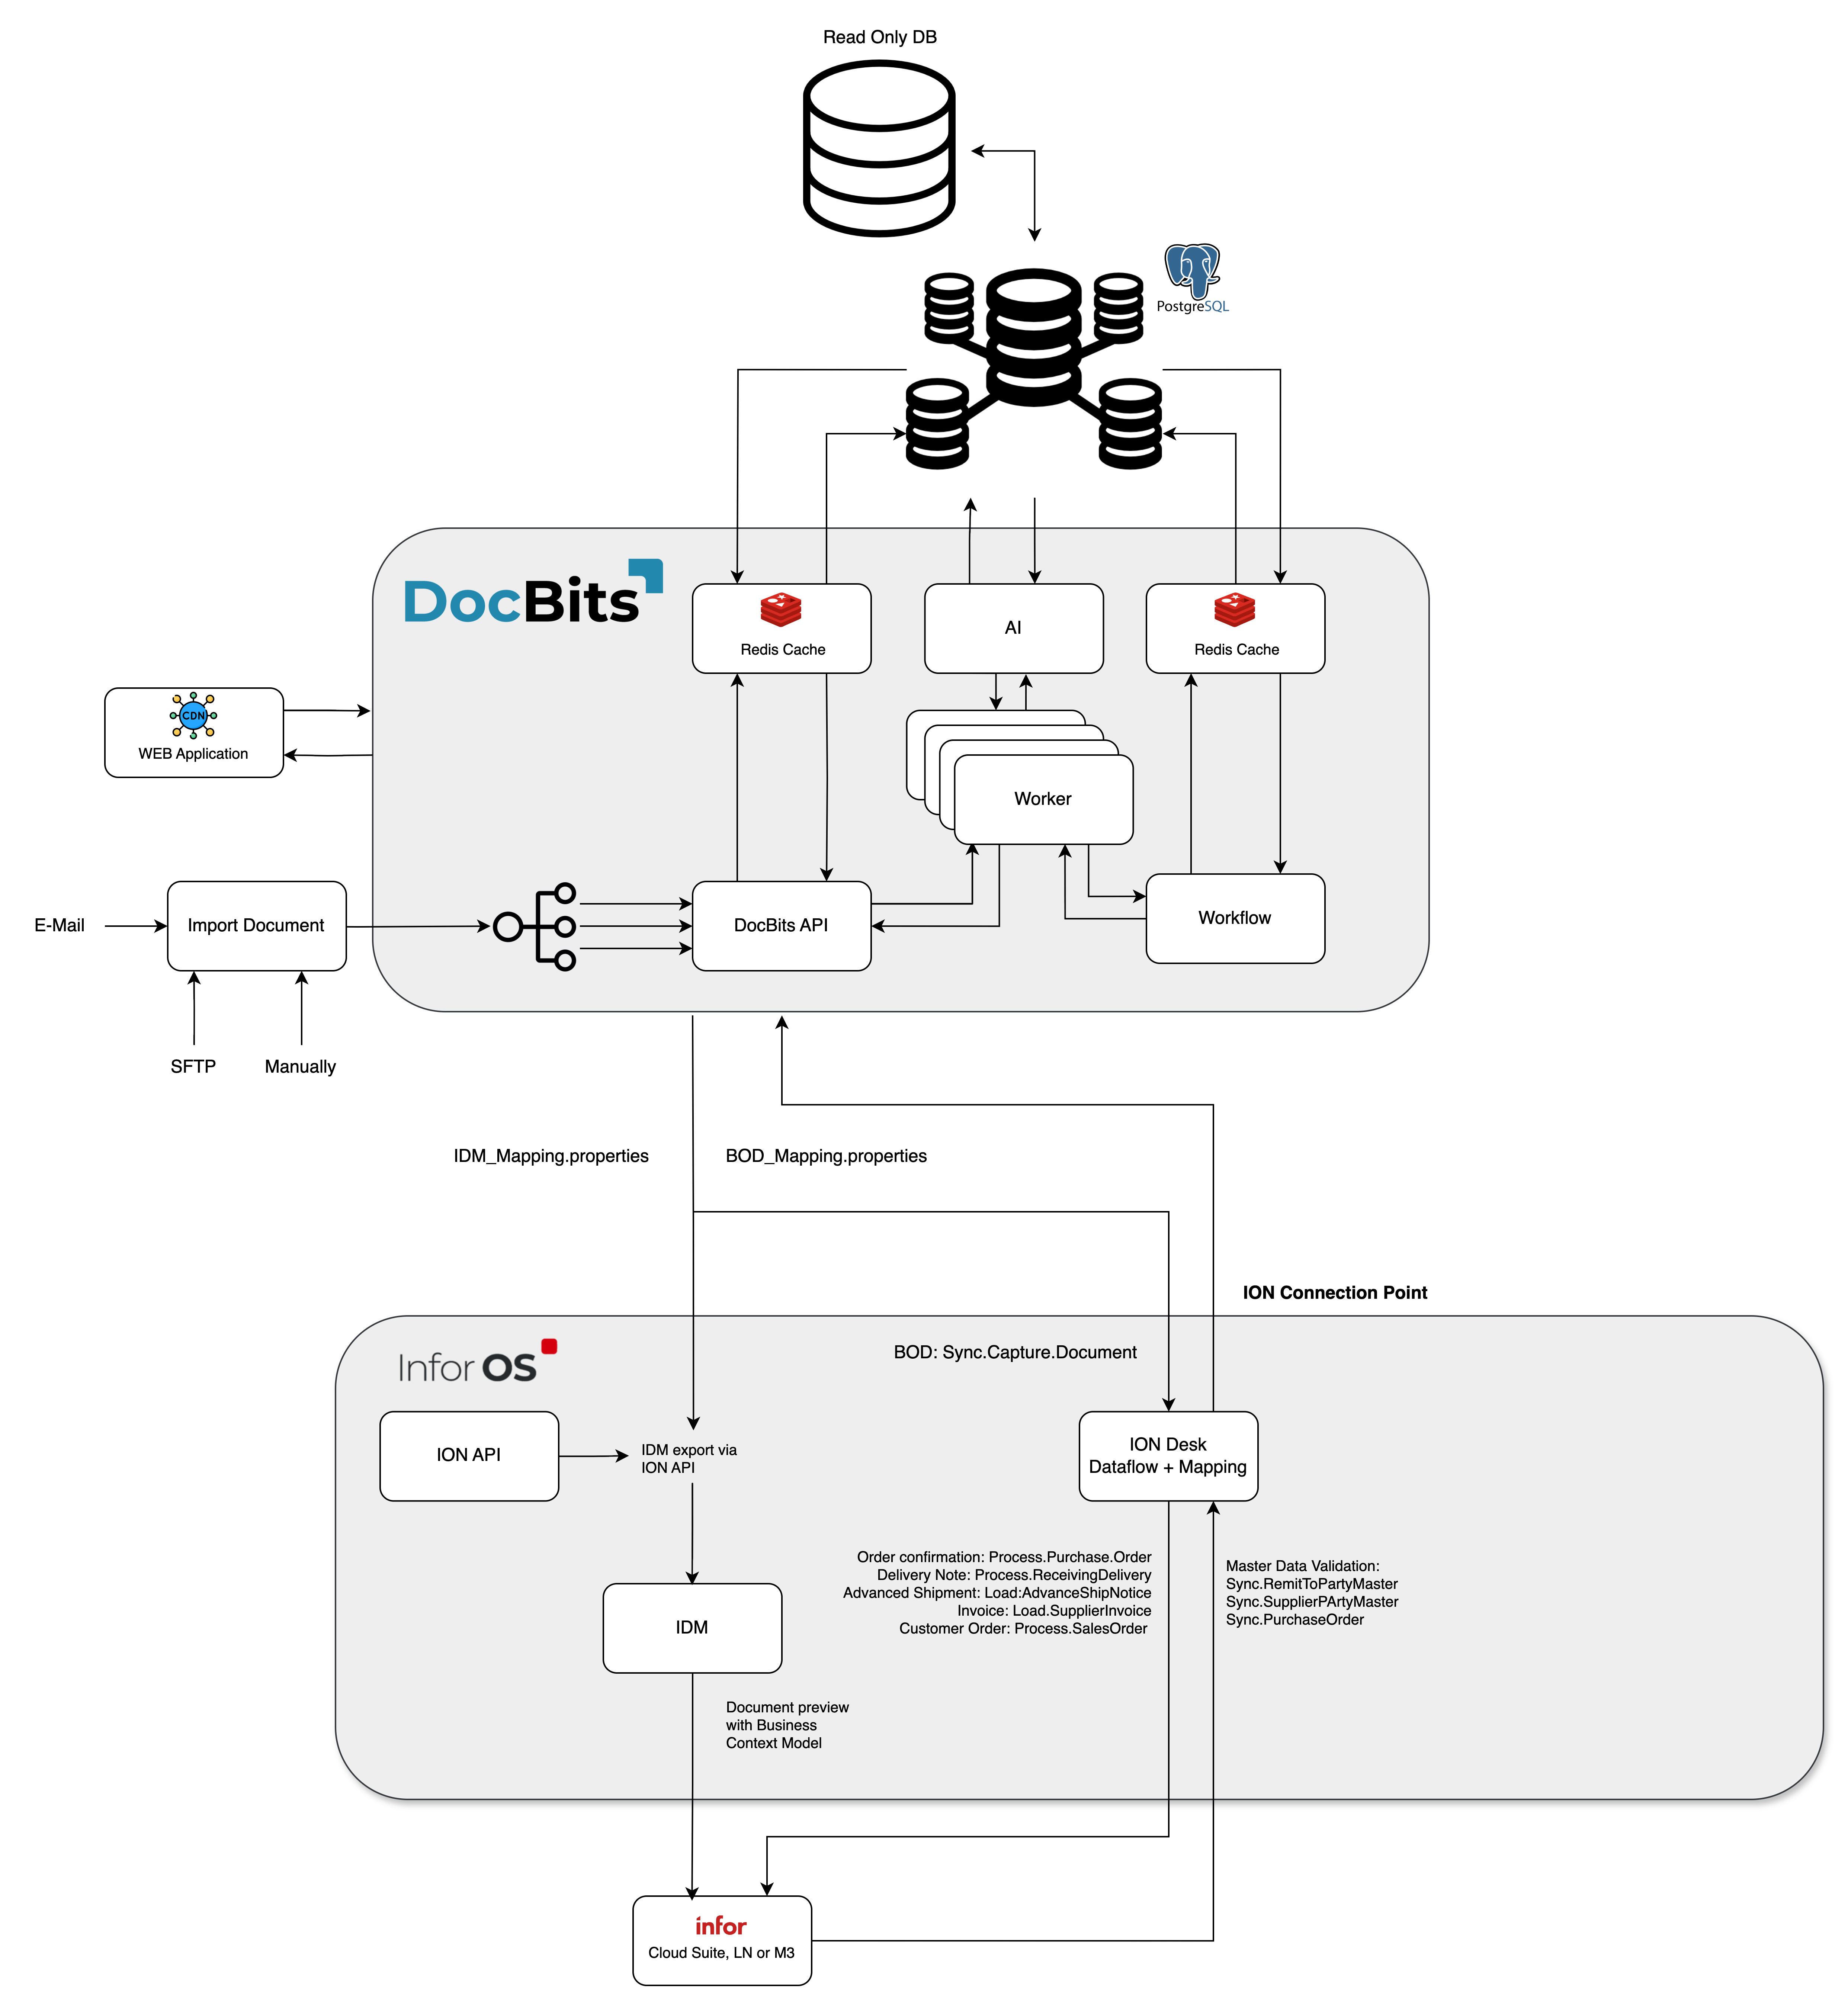 Read Only DB
PostgreSQL
DocBits
Redis Cache
AI
Redis Cache
CDN
WEB Application
Worker
E-Mail
Import Document
DocBits API
Workflow
SFTP
Manually
IDM_Mapping.properties
BOD_Mapping.properties
ION Connection Point
Infor OS
BOD: Sync.Capture.Document
ION API
IDM export via
ION API
ION Desk
Dataflow + Mapping
Order confirmation: Process.Purchase.Order
Delivery Note: Process.ReceivingDelivery
Advanced Shipment: Load:AdvanceShipNotice
Invoice: Load.SupplierInvoice
Customer Order: Process.SalesOrder
Master Data Validation:
Sync.RemitToPartyMaster
Sync.SupplierPArtyMaster
Sync.PurchaseOrder
IDM
Document preview
with Business
Context Model
infor
Cloud Suite, LN or M3